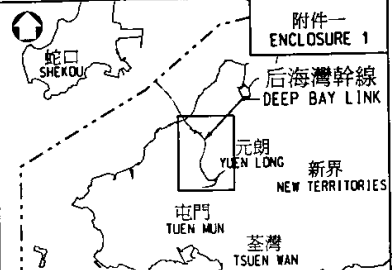 附件一
ENCLOSURE 1
蛇口
SHEKOU
后海灣幹線
DEEP BAY LINK
元朗
YUEN LONG
新界
NEW TERRITORIES
屯門
TUEN MUN
荃灣
TSUEN WAN